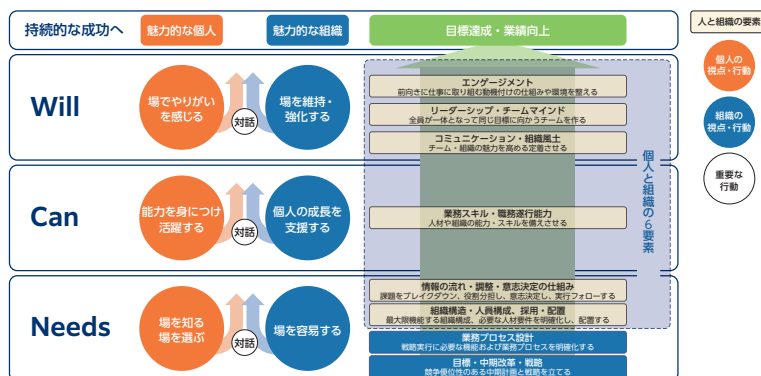 持続的な成功へ
魅力的な個人
魅力的な組織
目標達成・業績向上
人と組織の要素
個人の
視点・行動
組織の
視点・行動
重要な
行動
Will
場でやりがい
を感じる
対話
場を維持・
強化する
エンゲージメント
前向きに仕事に取り組む動機付けの仕組みや環境を整える
リーダーシップ・チームマインド
全員が一体となって同じ目標に向かうチームを作る
コミュニケーション・組織風土
チーム・組織の魅力を高める定着させる
個人と組織の6要素
Can
能力を身につけ
活躍する
対話
個人の成長を
支援する
業務スキル・職務遂行能力
人材や組織の能力・スキルを備えさせる
Needs
場を知る
場を選ぶ
対話
場を容易する
情報の流れ・調整・意志決定の仕組み
課題をブレイクダウン、役割分担し、意志決定し、実行フォローする
組織構造・人員構成、採用・配置
最大限機能する組織構成、必要な人材要件を明確化し、配置する
業務プロセス設計
戦略実行に必要な機能および業務プロセスを明確化する
目標・中期改革・戦略
競争優位性のある中期計画と戦略を立てる